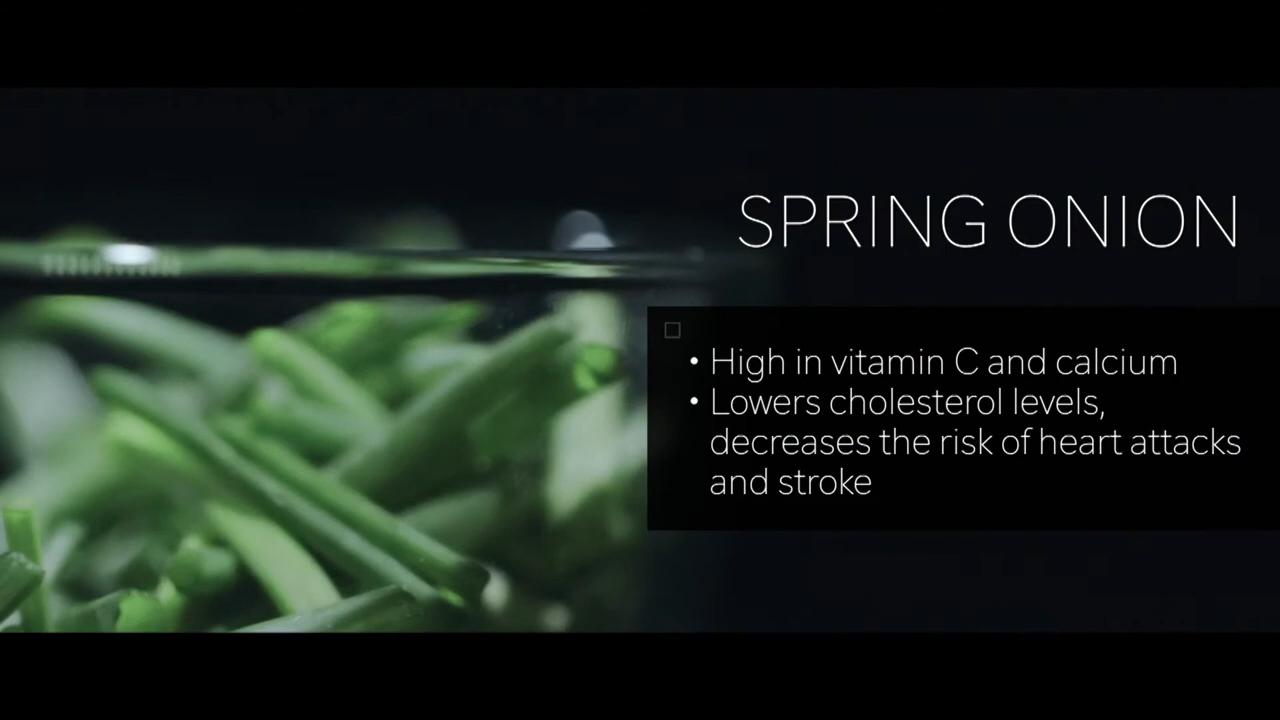 SPRING ONION
• High in vitamin C and calcium
• Lowers cholesterol levels,
decreases the risk of heart attacks
and stroke